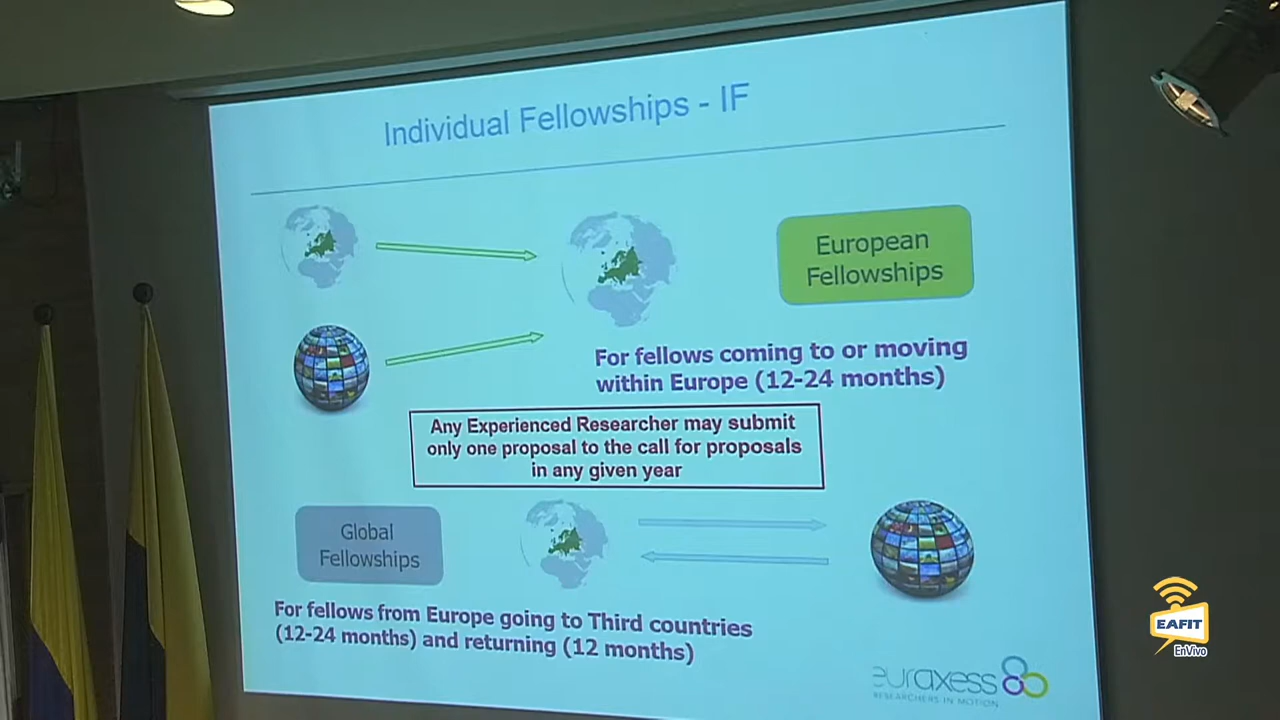 Individual Fellowships - IF
European
Fellowships
For fellows coming to or moving
within Europe (12-24 months)
Any Experienced Researcher may submit
only one proposal to the call for proposals
in any given year
Global
Fellowships
For fellows from Europe going to Third countries
(12-24 months) and returning (12 months)
euraxess
RESEARCHERS IN MOTION
EAFIT
EnVivo